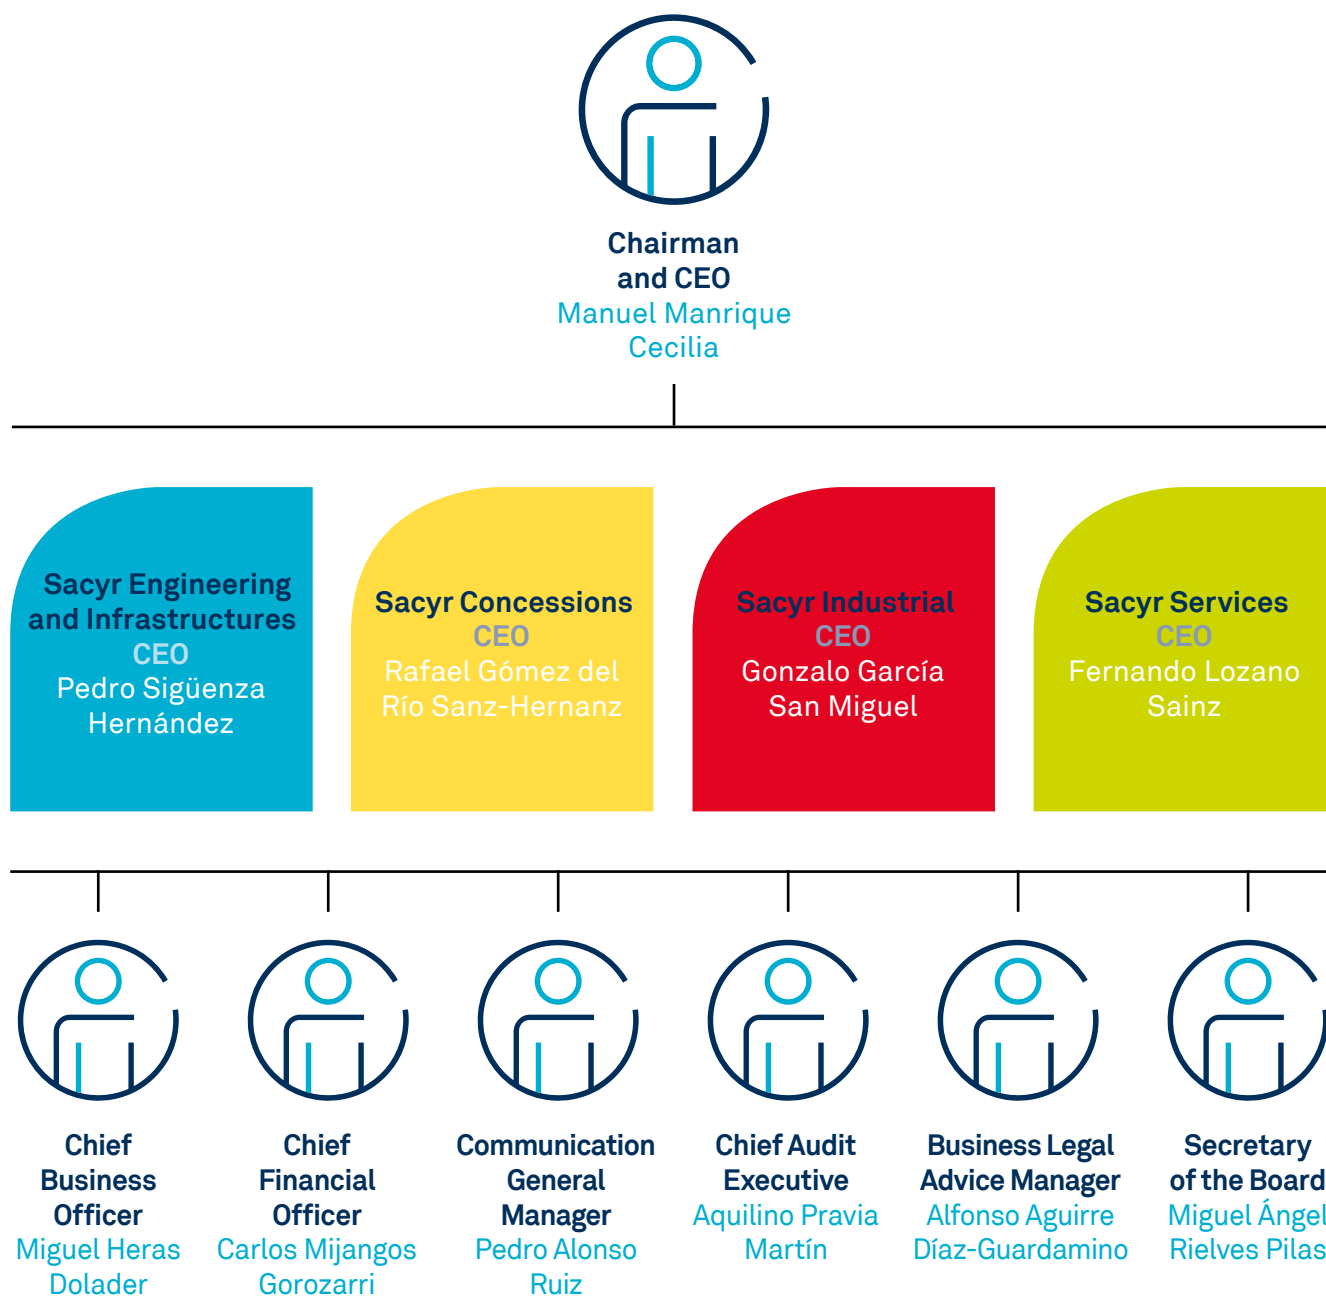 Chairman
and CEO
Manuel Manrique
Cecilia
Sacyr Engineering
and Infrastructures
CEO
Pedro Sigüenza
Hernández
Sacyr Concessions
CEO
Rafael Gómez del
Río Sanz-Hernanz
Sacyr Industrial
CEO
Gonzalo García
San Miguel
Sacyr Services
CEO
Fernando Lozano
Sainz
Chief
Business
Officer
Miguel Heras
Dolader
Chief
Financial
Officer
Carlos Mijangos
Gorozarri
Communication
General
Manager
Pedro Alonso
Ruiz
Chief Audit
Executive
Aquilino Pravia
Martín
Business Legal
Advice Manager
Alfonso Aguirre
Díaz-Guardamino
Secretary
of the Board
Miguel Ángel
Rielves Pilas